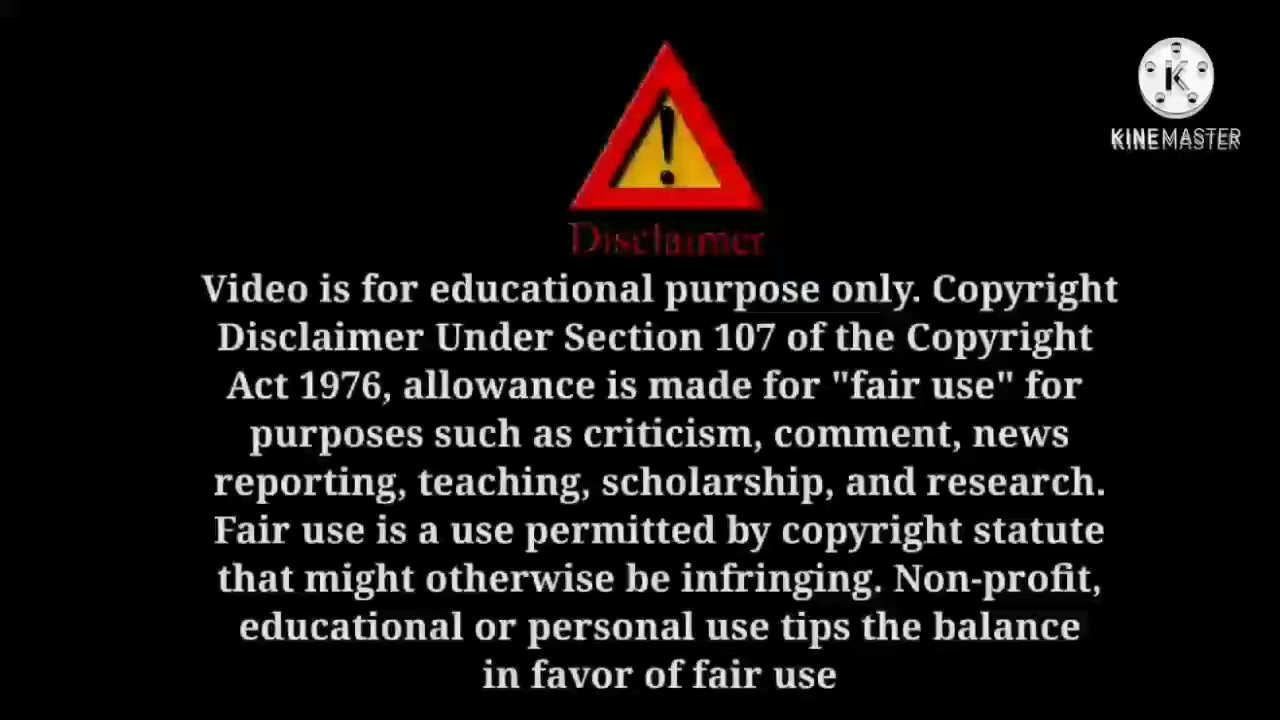 KINEMASTER
Disclaimer
Video is for educational purpose only. Copyright
Disclaimer Under Section 107 of the Copyright
Act 1976, allowance is made for "fair use" for
purposes such as criticism, comment, news
reporting, teaching, scholarship, and research.
Fair use is a use permitted by copyright statute
that might otherwise be infringing. Non-profit,
educational or personal use tips the balance
in favor of fair use